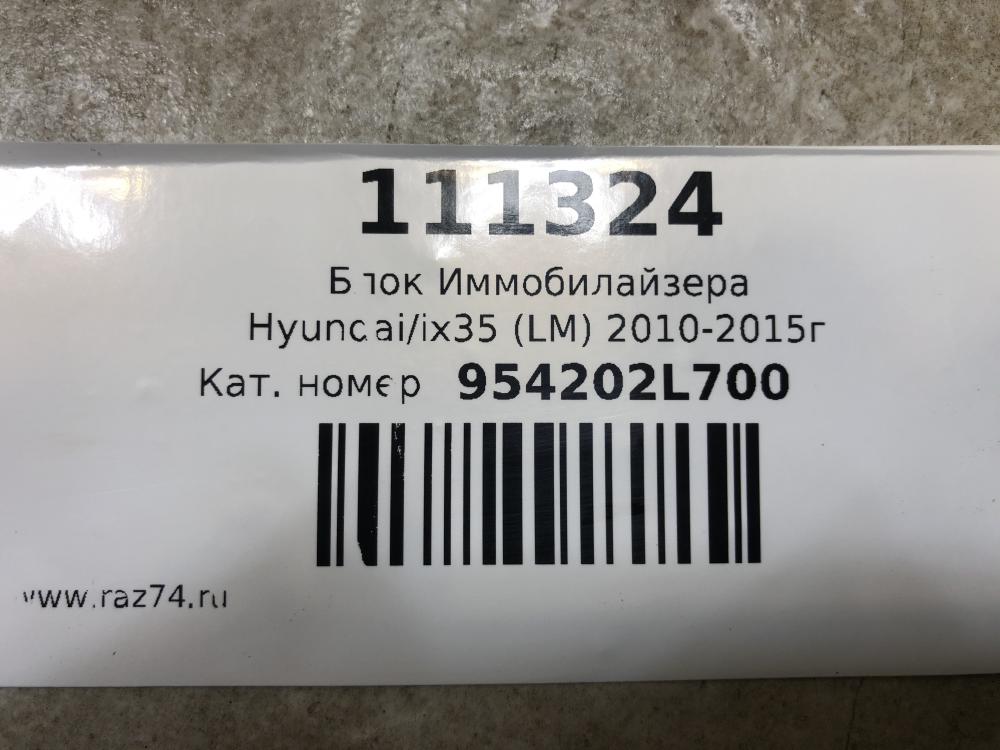 111324
Блок Иммобилайзера
Hyundai/ix35 (LM) 2010-2015г
Кат. номер 954202L700
www.raz74.ru